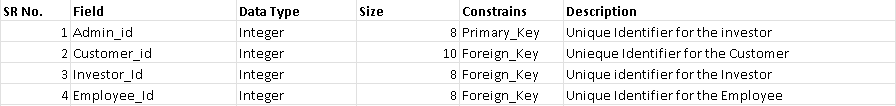 SR No. Field Data Type Size Constrains Description
1 Admin_id Integer 8 Primary_Key Unique Identifier for the investor
2 Customer_id Integer 10 Foreign_Key Unieque Identifier for the Customer
3 Investor_Id Integer 8 Foreign_Key Unique identifier for the Investor
4 Employee_Id Integer 8 Foreign_Key Unique Identifier for the Employee